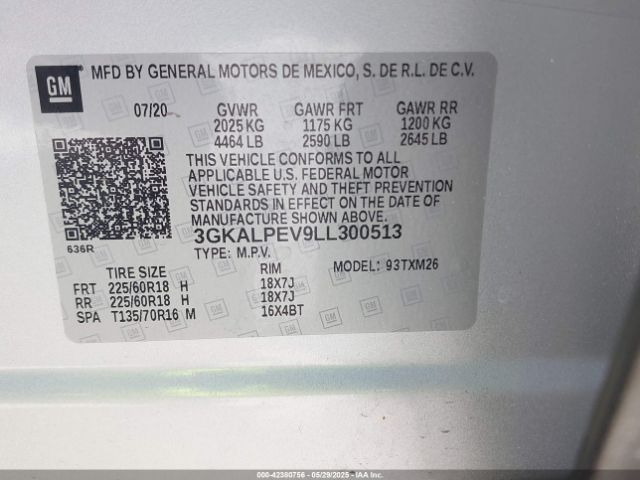 GM MFD BY GENERAL MOTORS DE MEXICO, S. DE R.L. DE C.V.
07/20 GVWR GAWR FRT GAWR RR
2025 KG 1175 KG 1200 KG
4464 LB 2590 LB 2645 LB
THIS VEHICLE CONFORMS TO ALL
APPLICABLE U.S. FEDERAL MOTOR
VEHICLE SAFETY AND THEFT PREVENTION
STANDARDS IN EFFECT ON THE DATE OF
MANUFACTURE SHOWN ABOVE.
636R 3GKALPEV9LL300513
TYPE: M.P.V. MODEL: 93TXM26
TIRE SIZE RIM
FRT 225/60R18 H 18X7J
RR 225/60R18 H 18X7J
SPA T135/70R16 M 16X4BT
000-42380756 • 05/29/2025 • IAAI.COM